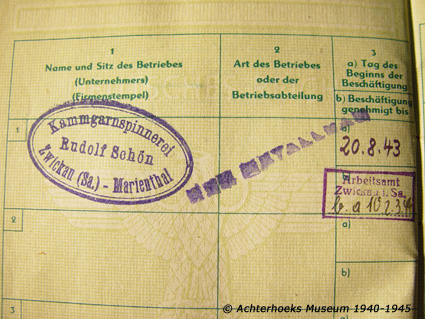 1
Name und Sitz des Betriebes
(Unternehmers)
(Firmenstempel)
2
Art des Betriebes
oder der
Betriebsabteilung
3
a) Tag des
Beginns der
Beschäftigung
b) Beschäftigung
genehmigt bis
1
Kammgarnspinnerei
Rudolf Schön
Zwickau (Sa.) - Marienthal
a)
20.8.43
Arbeitsamt
Zwickau i. Sa.
2
a)
b)
3
a)
© Achterhoeks Museum 1940-1945